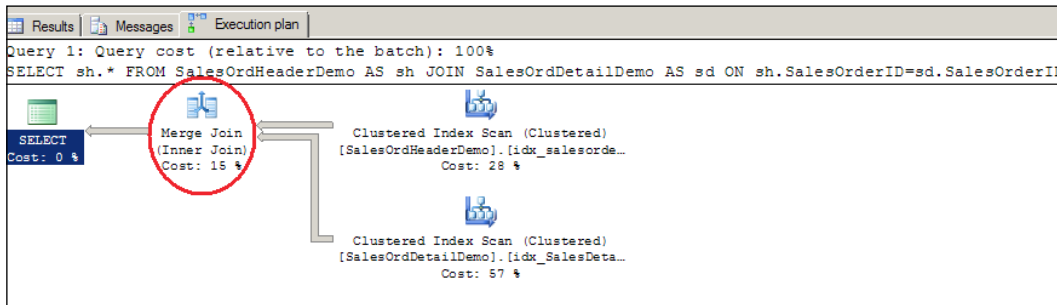 Results Messages Execution plan
Query 1: Query cost (relative to the batch): 100%
SELECT sh.* FROM SalesOrdHeaderDemo AS sh JOIN SalesOrdDetailDemo AS sd ON sh.SalesOrderID=sd.SalesOrderID
SELECT
Cost: 0 %
Merge Join
(Inner Join)
Cost: 15 %
Clustered Index Scan (Clustered)
[SalesOrdHeaderDemo].[idx_salesorde…
Cost: 28 %
Clustered Index Scan (Clustered)
[SalesOrdDetailDemo].[idx_SalesDeta…
Cost: 57 %